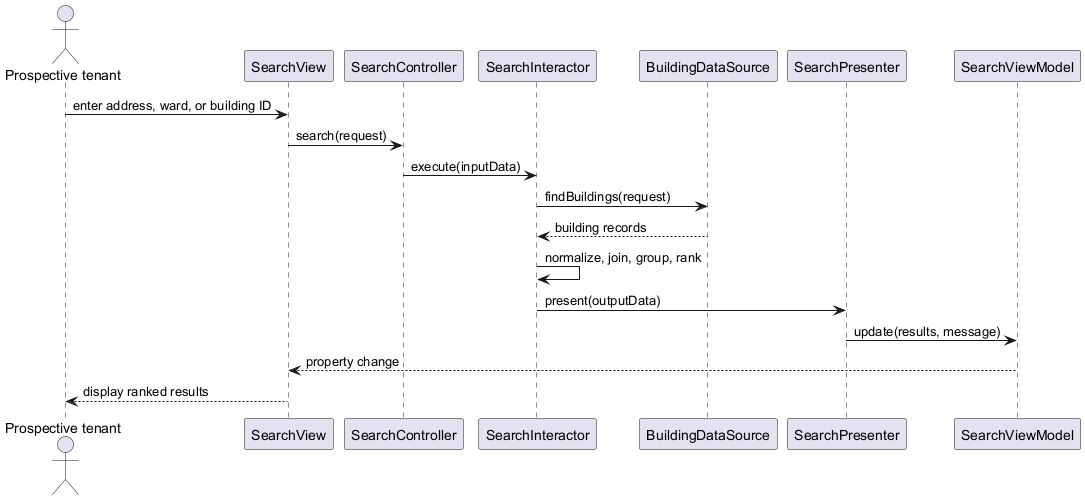 Prospective tenant
SearchView
SearchController
SearchInteractor
BuildingDataSource
SearchPresenter
SearchViewModel
enter address, ward, or building ID
search(request)
execute(inputData)
findBuildings(request)
building records
normalize, join, group, rank
present(outputData)
update(results, message)
property change
display ranked results
Prospective tenant
SearchView
SearchController
SearchInteractor
BuildingDataSource
SearchPresenter
SearchViewModel